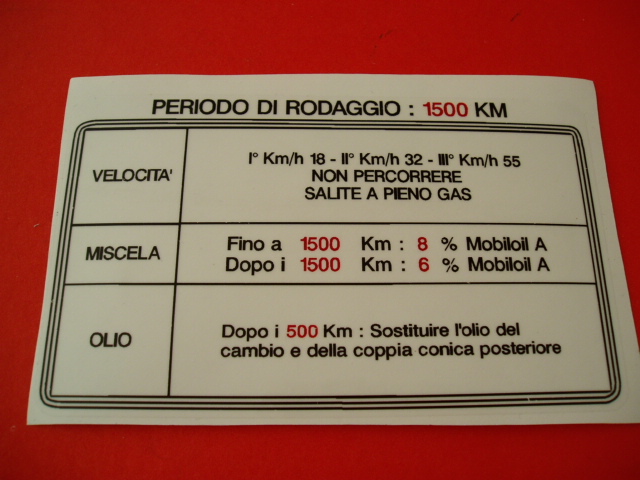 PERIODO DI RODAGGIO : 1500 KM
VELOCITA'
I° Km/h 18 - II° Km/h 32 - III° Km/h 55
NON PERCORRERE
SALITE A PIENO GAS
MISCELA
Fino a 1500 Km : 8 % Mobiloil A
Dopo i 1500 Km : 6 % Mobiloil A
OLIO
Dopo i 500 Km : Sostituire l'olio del
cambio e della coppia conica posteriore